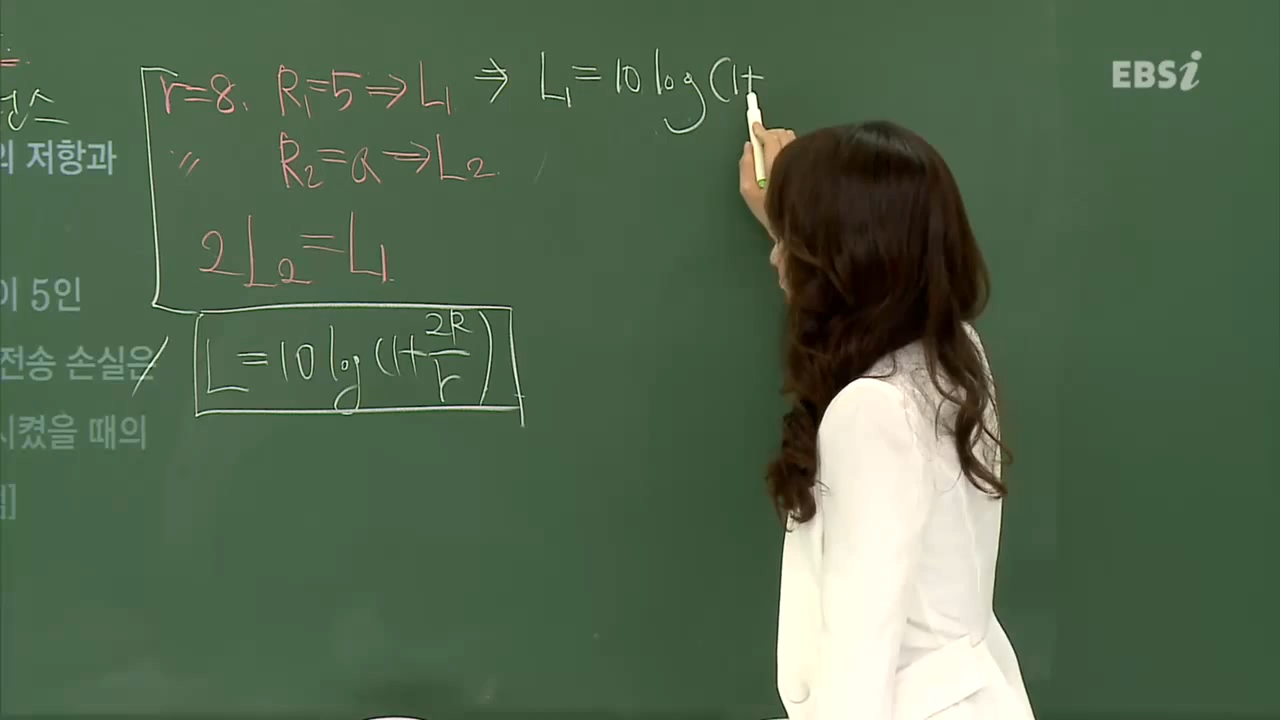 EBSi
r=8. R₁=5⇒L₁ ⇒ L₁=10log(1+
〃 R₂=a⇒L₂
2L₂=L₁
L=10log(1+2R/r)
의 저항과
이 5인
전송 손실은
시켰을 때의